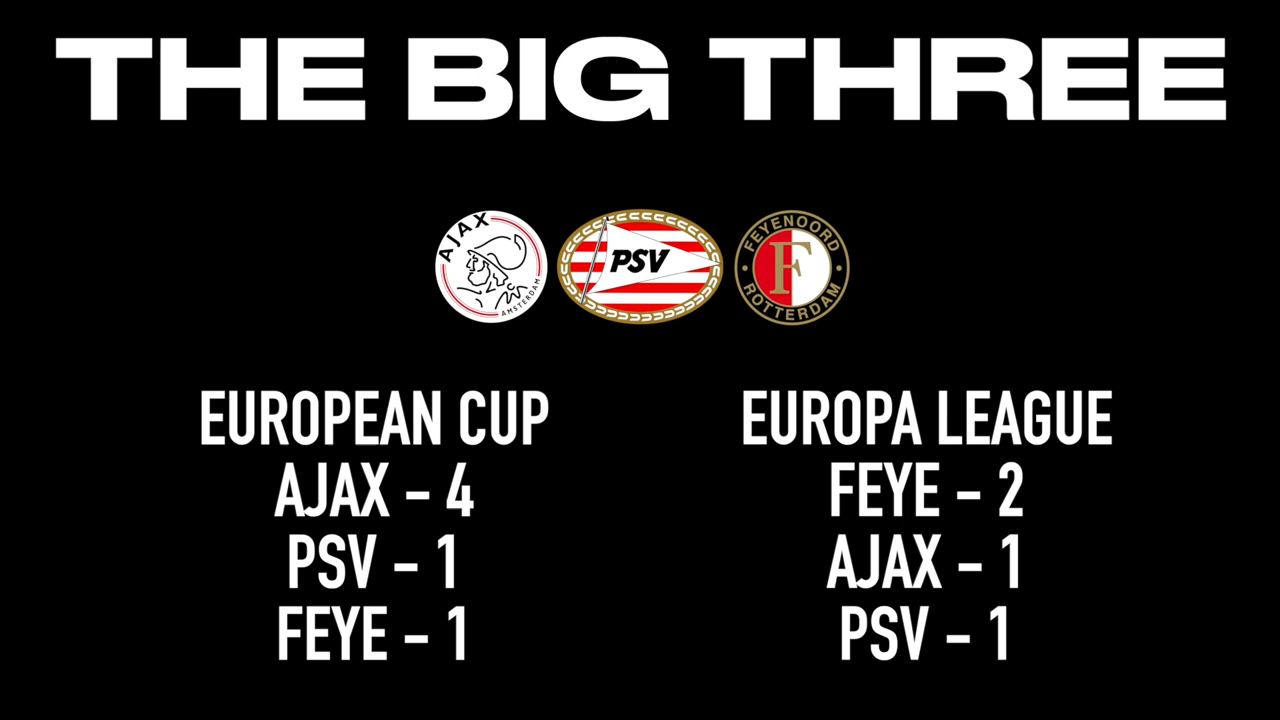 THE BIG THREE
AJAX
AMSTERDAM
PSV
FEYENOORD
F
ROTTERDAM
EUROPEAN CUP
AJAX – 4
PSV – 1
FEYE – 1
EUROPA LEAGUE
FEYE – 2
AJAX – 1
PSV – 1